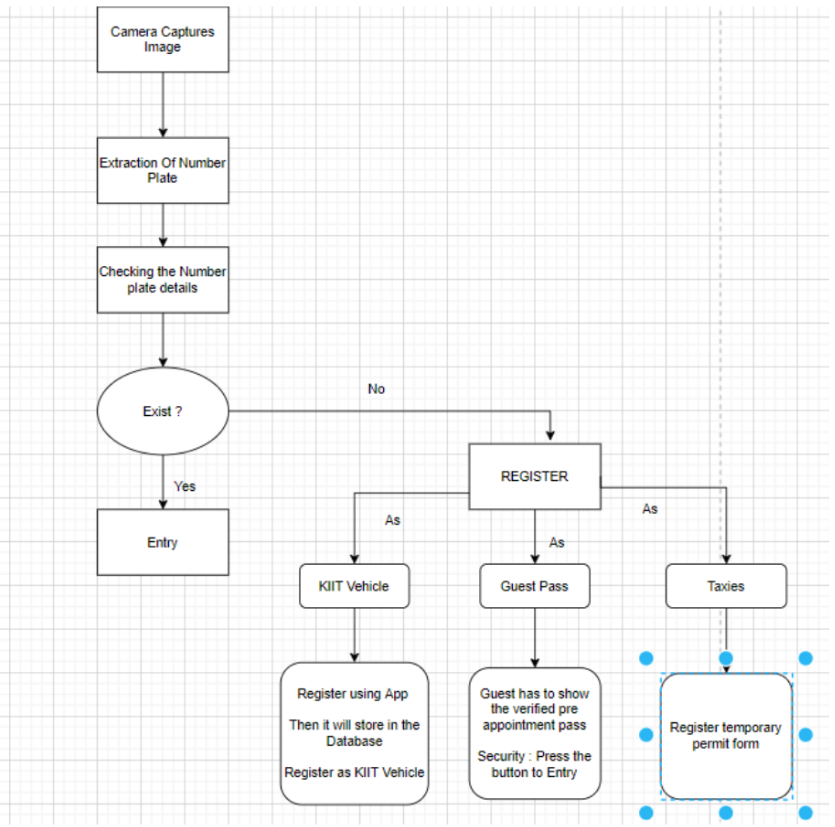 Camera Captures
Image
Extraction Of Number
Plate
Checking the Number
plate details
No
Exist ?
REGISTER
Yes
As
As
As
Entry
KIIT Vehicle
Guest Pass
Taxies
Register using App
Then it will store in the
Database
Register as KIIT Vehicle
Guest has to show
the verified pre
appointment pass
Security : Press the
button to Entry
Register temporary
permit form